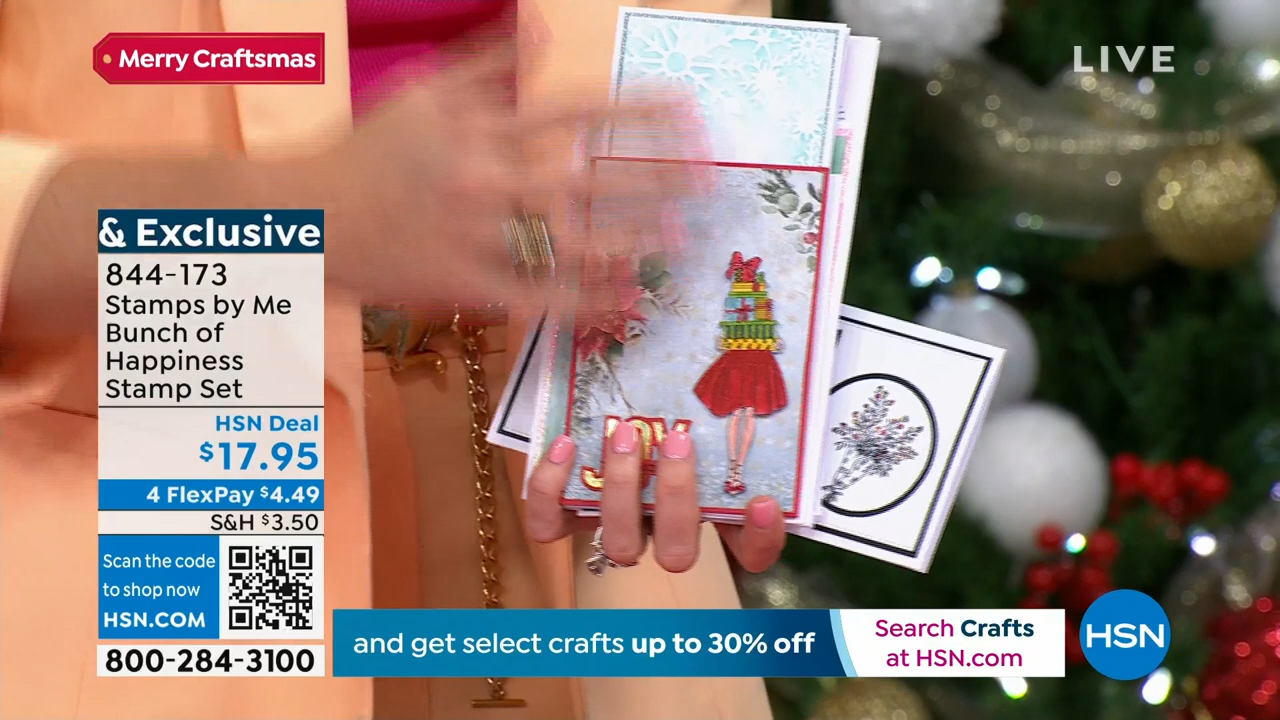 Merry Craftsmas
LIVE
& Exclusive
844-173
Stamps by Me
Bunch of
Happiness
Stamp Set
HSN Deal
$17.95
4 FlexPay $4.49
S&H $3.50
Scan the code
to shop now
HSN.COM
800-284-3100
JOY
and get select crafts up to 30% off
Search Crafts
at HSN.com
HSN